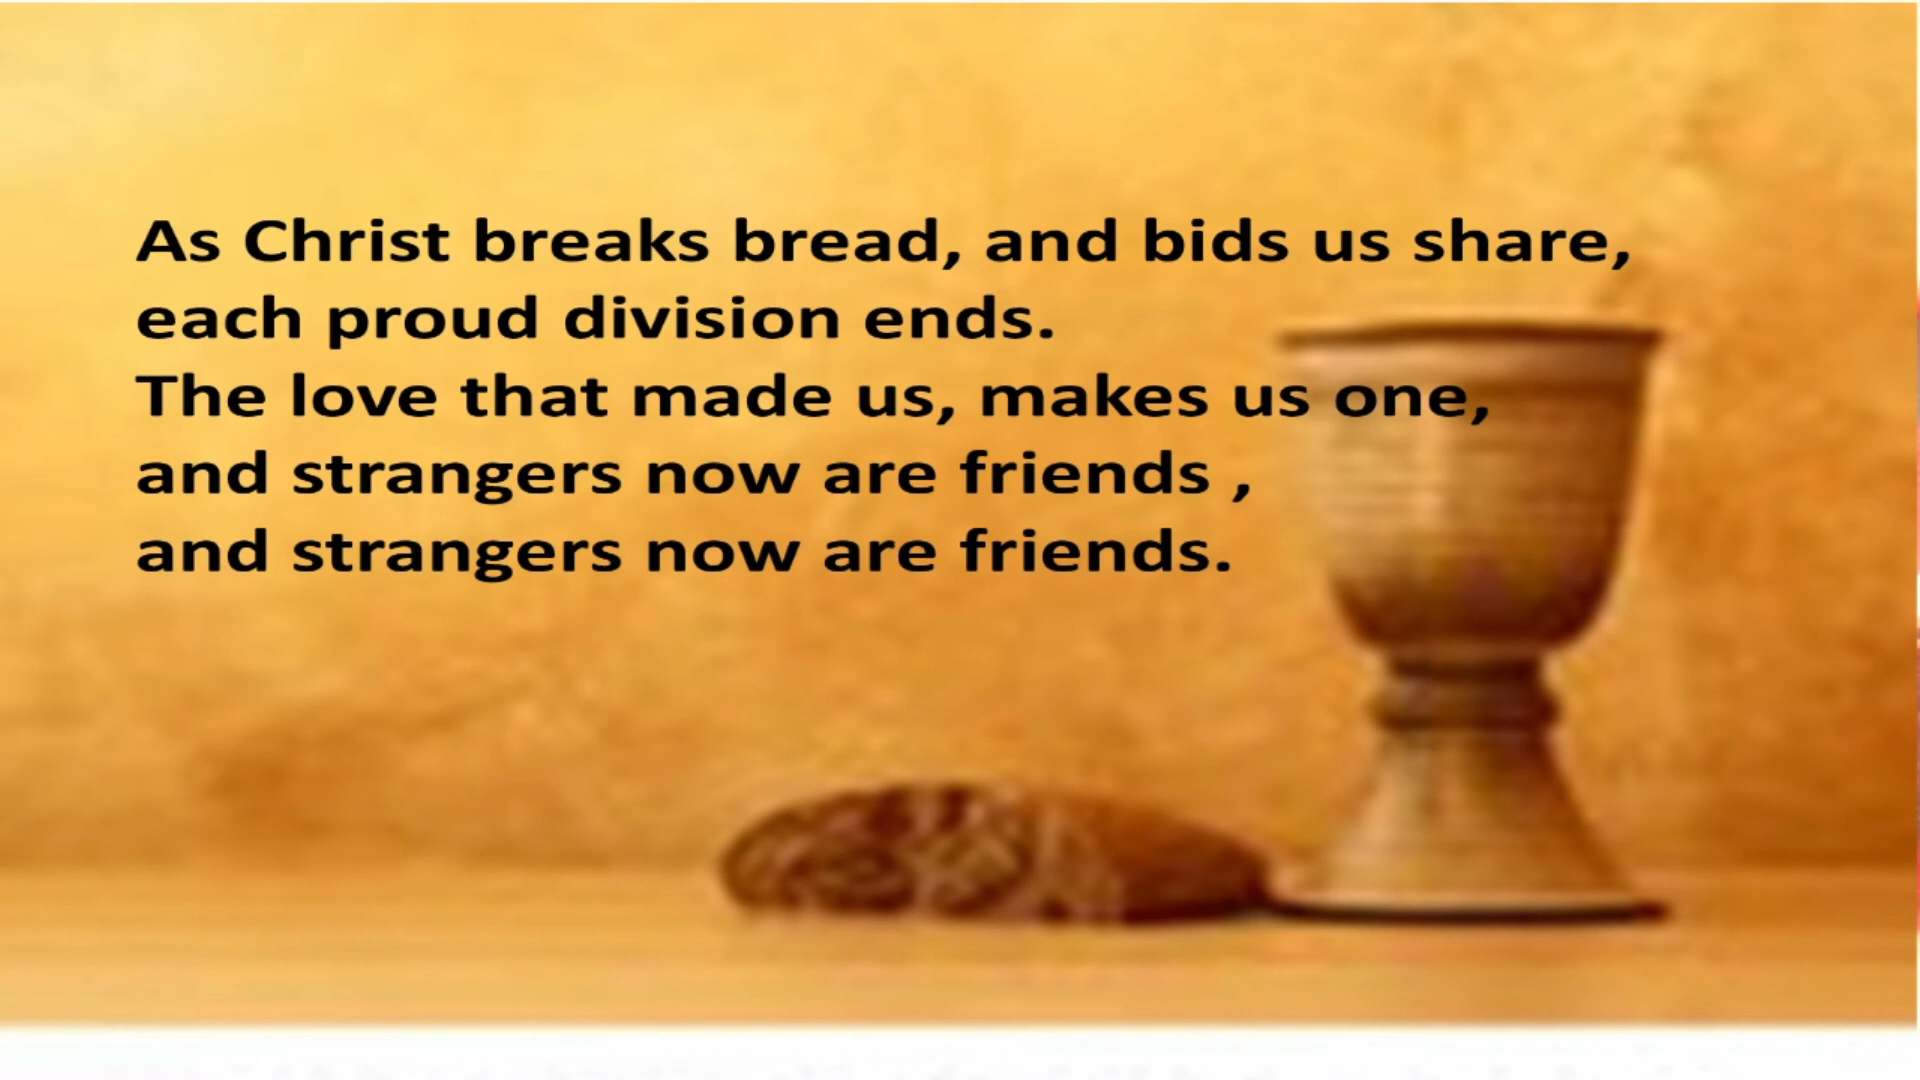 As Christ breaks bread, and bids us share,
each proud division ends.
The love that made us, makes us one,
and strangers now are friends ,
and strangers now are friends.